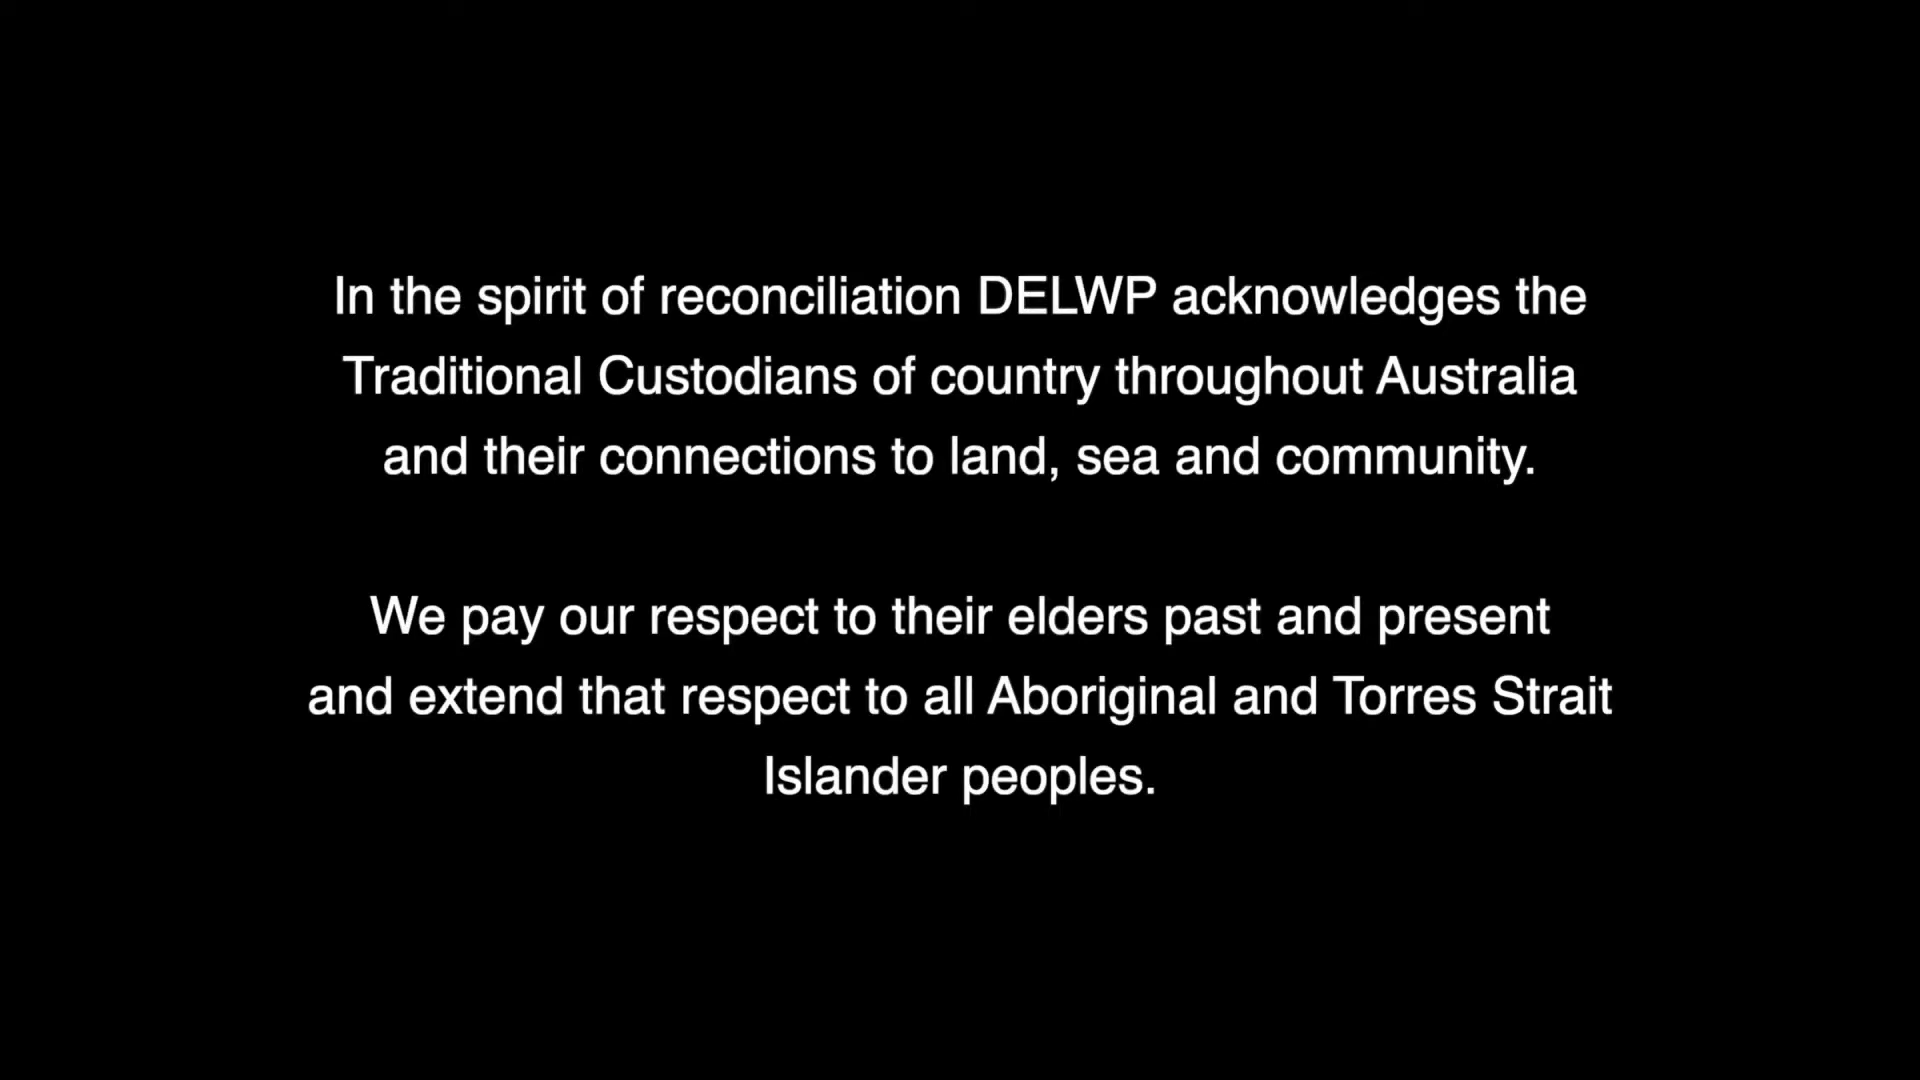 In the spirit of reconciliation DELWP acknowledges the
Traditional Custodians of country throughout Australia
and their connections to land, sea and community.
We pay our respect to their elders past and present
and extend that respect to all Aboriginal and Torres Strait
Islander peoples.